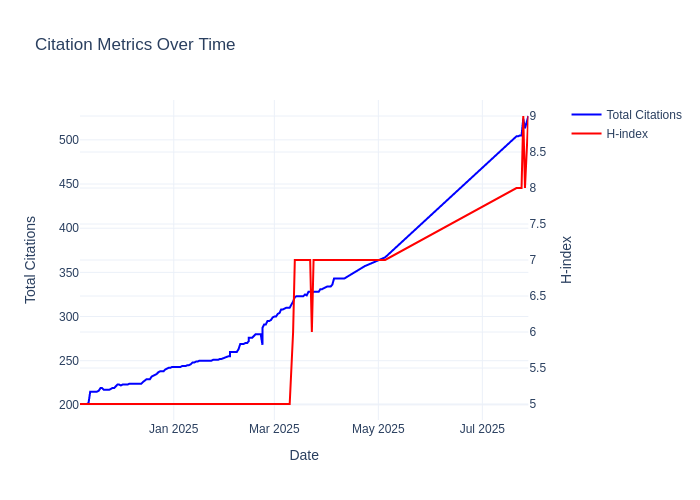 Citation Metrics Over Time
Total Citations
H-index
500
450
400
350
300
250
200
9
8.5
8
7.5
7
6.5
6
5.5
5
Jan 2025
Mar 2025
May 2025
Jul 2025
Total Citations
H-index
Date